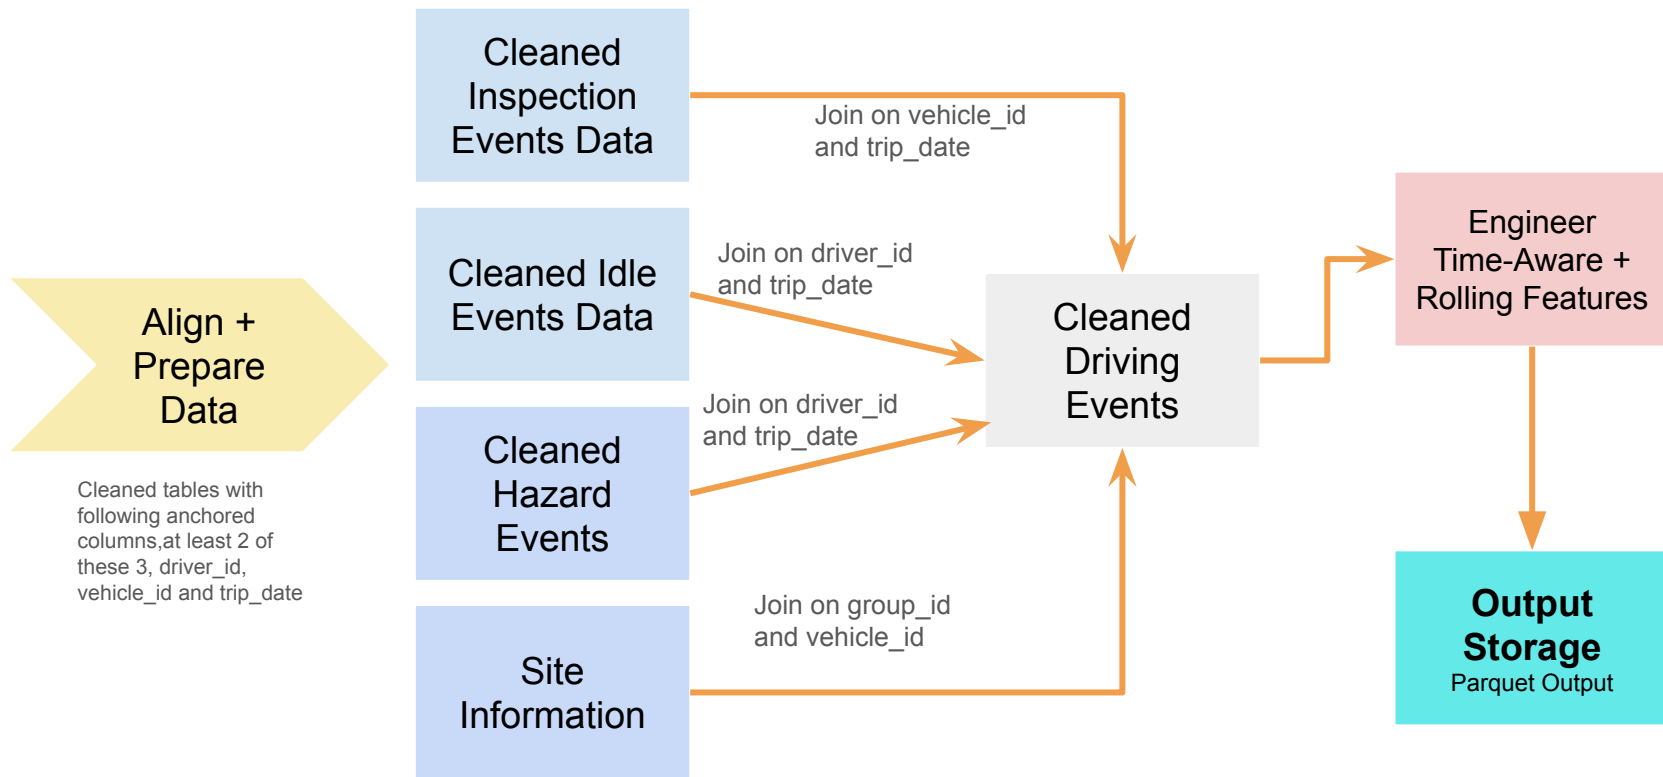 Align +
Prepare
Data
Cleaned tables with
following anchored
columns,at least 2 of
these 3, driver_id,
vehicle_id and trip_date
Cleaned
Inspection
Events Data
Join on vehicle_id
and trip_date
Cleaned Idle
Events Data
Join on driver_id
and trip_date
Cleaned
Hazard
Events
Join on driver_id
and trip_date
Site
Information
Join on group_id
and vehicle_id
Cleaned
Driving
Events
Engineer
Time-Aware +
Rolling Features
Output
Storage
Parquet Output